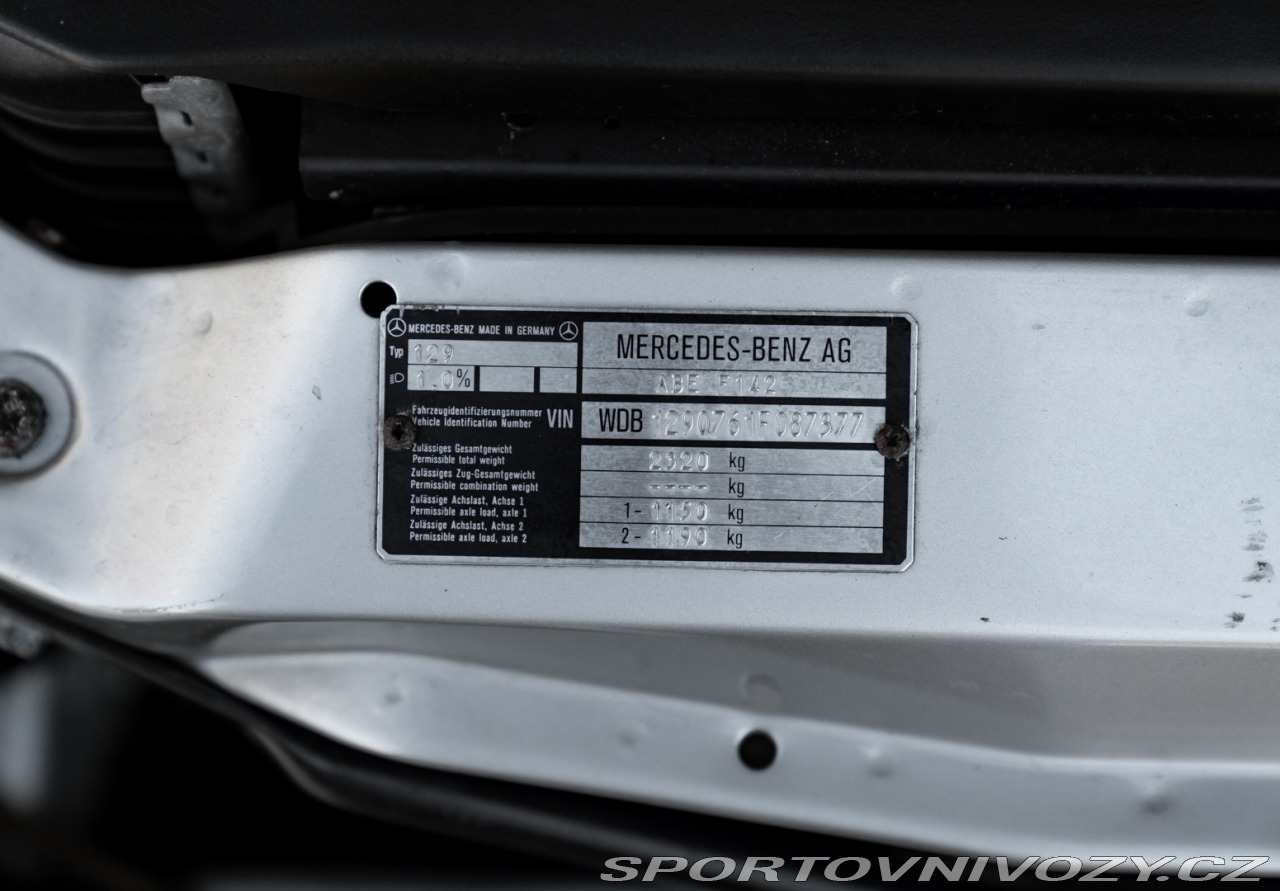 MERCEDES-BENZ MADE IN GERMANY
MERCEDES-BENZ AG
Typ 129
1.0%
ABE F142
Fahrzeugidentifizierungsnummer
Vehicle Identification Number
VIN
WDB 1290761F087377
Zulässiges Gesamtgewicht
Permissible total weight
2320 kg
Zulässiges Zug-Gesamtgewicht
Permissible combination weight
---- kg
Zulässige Achslast, Achse 1
Permissible axle load, axle 1
1- 1150 kg
Zulässige Achslast, Achse 2
Permissible axle load, axle 2
2- 1190 kg
SPORTOVNIVOZY.CZ